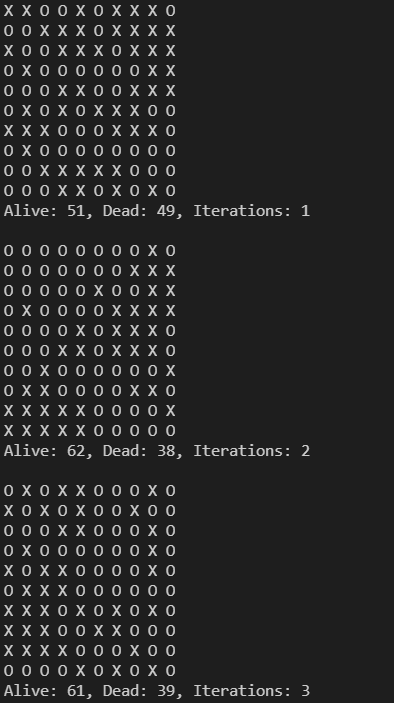 X X O O X O X X X O
O O X X X O X X X X
X O O X X X O X X X
O X O O O O O O X X
O O O X X O O X X X
O X O X O X X X O O
X X X O O O X X X O
O X O O O O O O O O
O O X X X X X O O O
O O O X X O X O X O
Alive: 51, Dead: 49, Iterations: 1
O O O O O O O O X O
O O O O O O O X X X
O O O O O X O O X X
O X O O O O X X X X
O O O O X O X X X O
O O O X X O X X X O
O O X O O O O O O X
O X X O O O O X X O
X X X X X O O O O X
X X X X X O O O O O
Alive: 62, Dead: 38, Iterations: 2
O X O X X O O O X O
X O X O X O O X O O
O O O X X O O O X O
O X O O O O O O X O
X O X X O O O O X O
O X X X O O O O O O
X X X O X O X O X O
X X X O O X X O O O
X X X X O O O X O O
O O O O X O X O X O
Alive: 61, Dead: 39, Iterations: 3